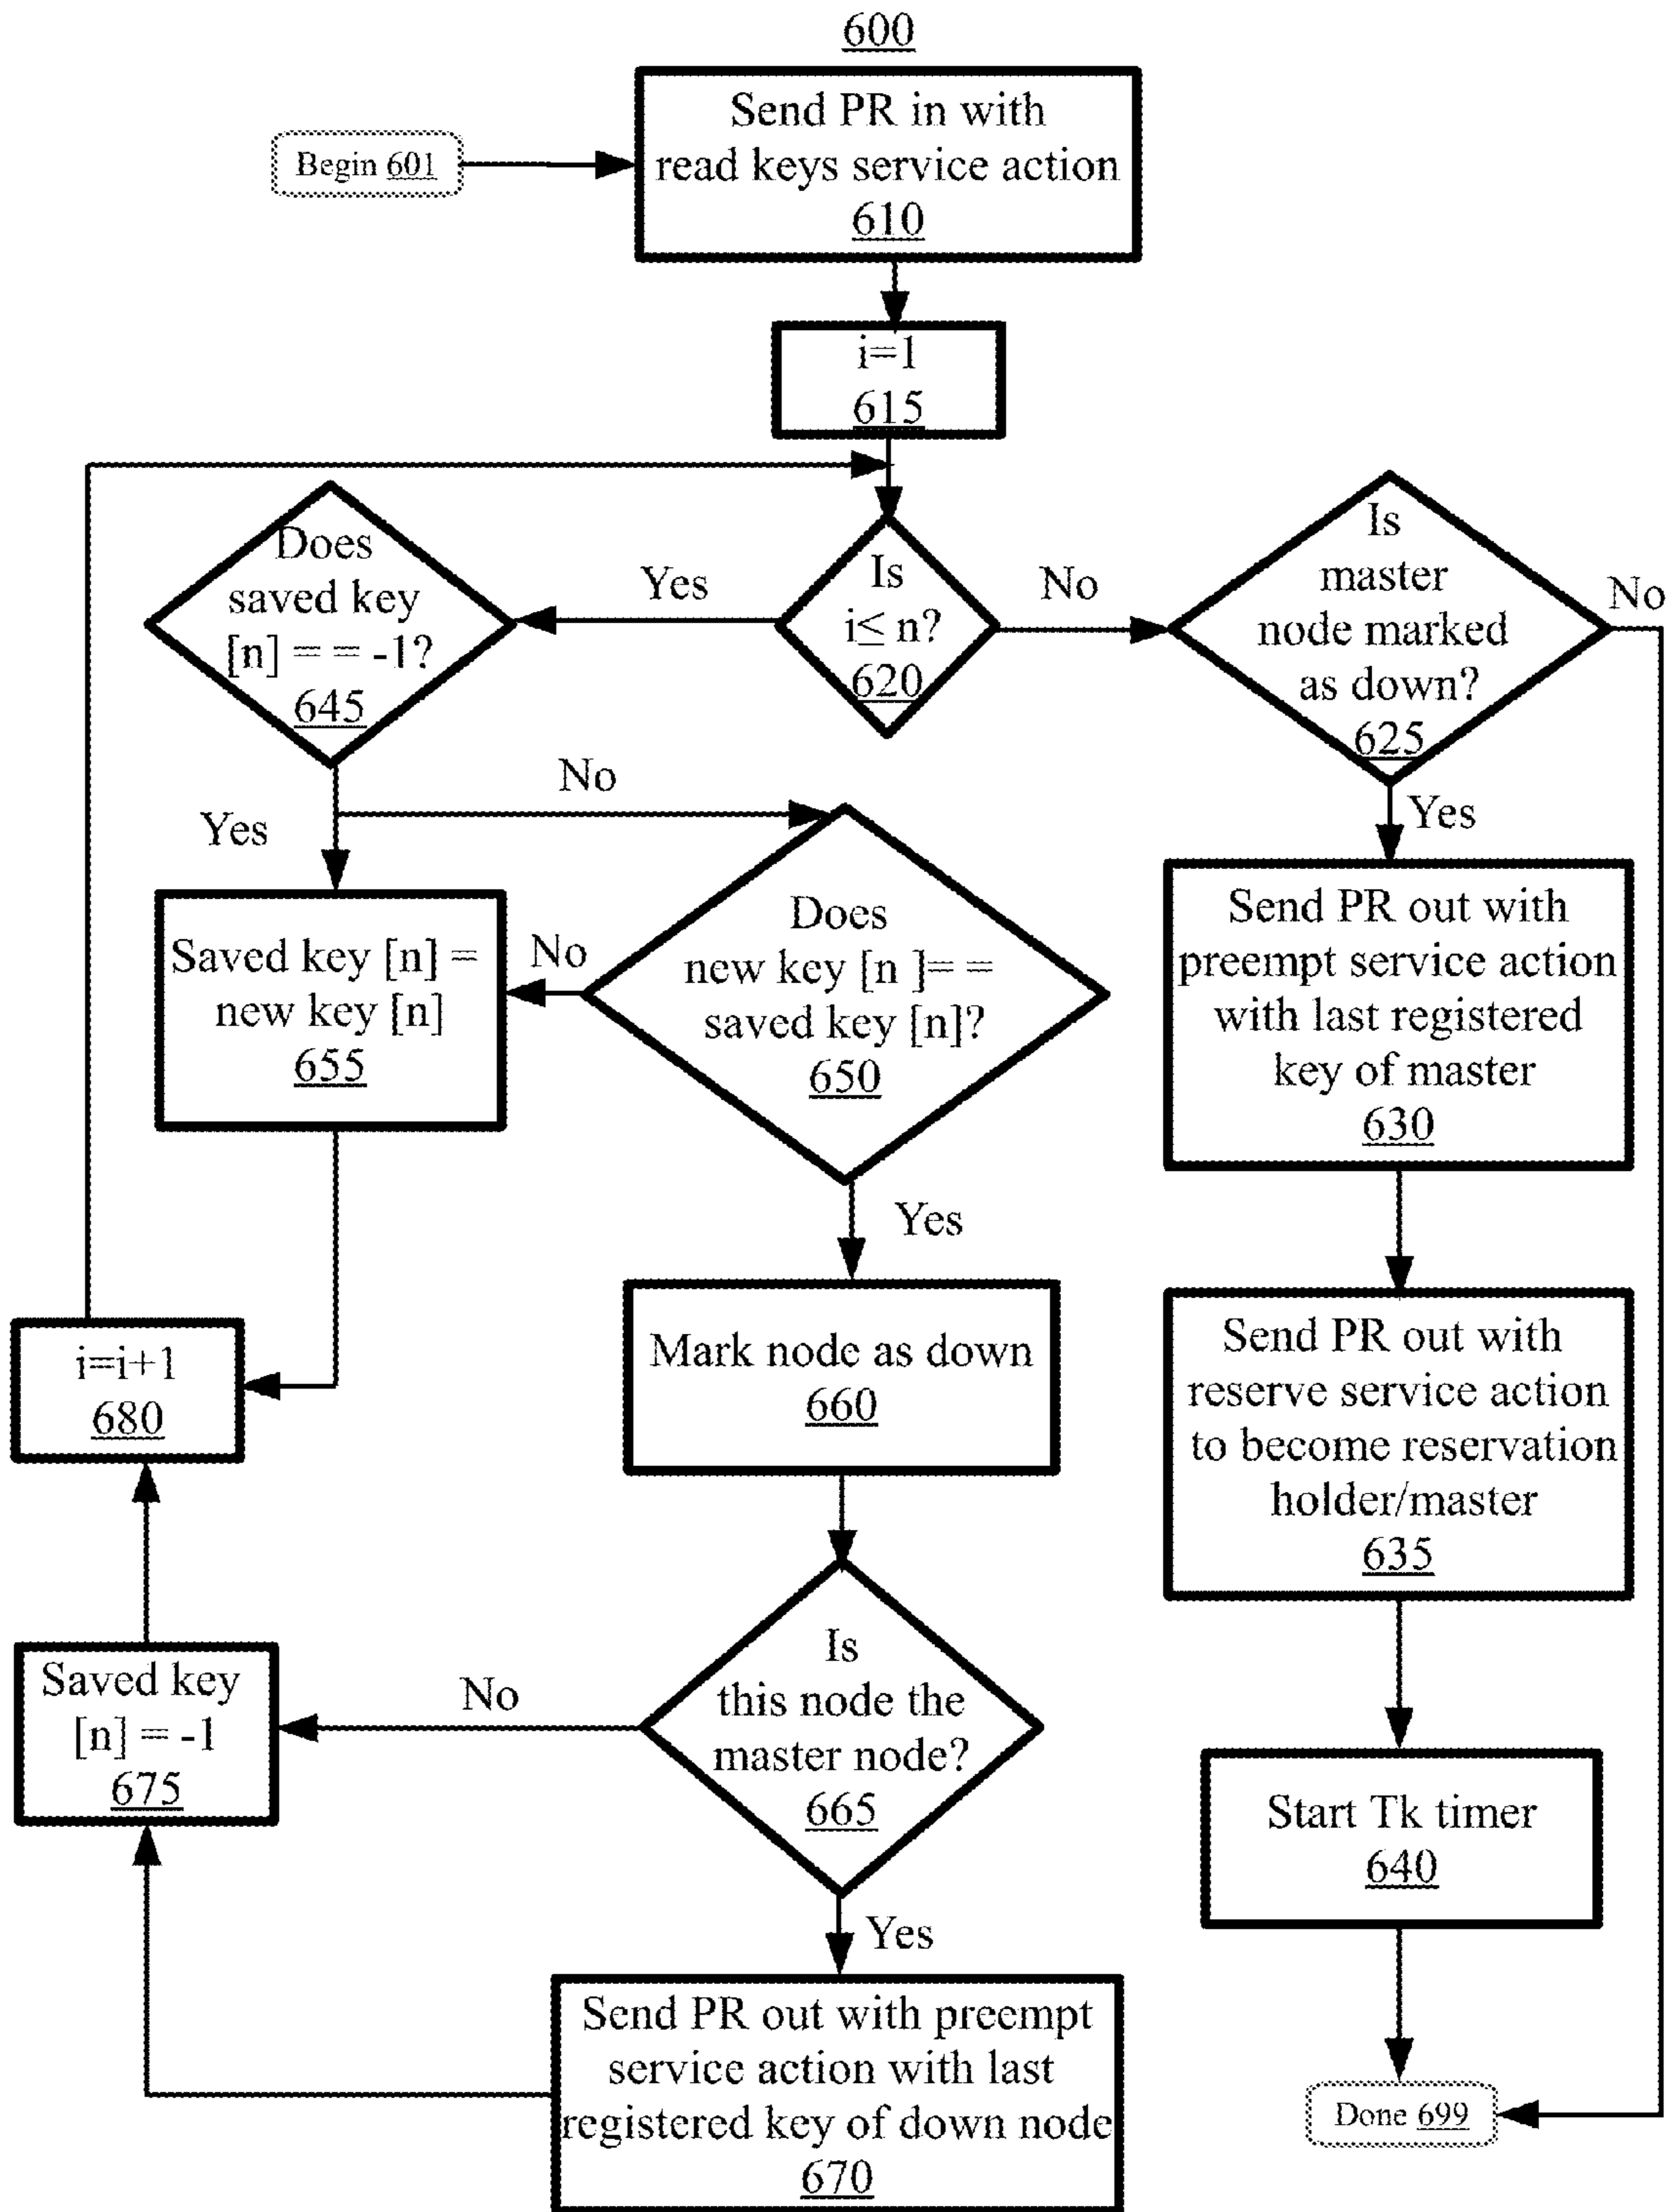 600
Begin 601
Send PR in with
read keys service action
610
i=1
615
Is
i≤ n?
620
Yes
No
Does
saved key
[n] = = -1?
645
Is
master
node marked
as down?
625
No
Yes
No
Yes
Saved key [n] =
new key [n]
655
No
Does
new key [n ]= =
saved key [n]?
650
Yes
Send PR out with
preempt service action
with last registered
key of master
630
Mark node as down
660
i=i+1
680
Send PR out with
reserve service action
to become reservation
holder/master
635
Is
this node the
master node?
665
No
Saved key
[n] = -1
675
Yes
Start Tk timer
640
Send PR out with preempt
service action with last
registered key of down node
670
Done 699